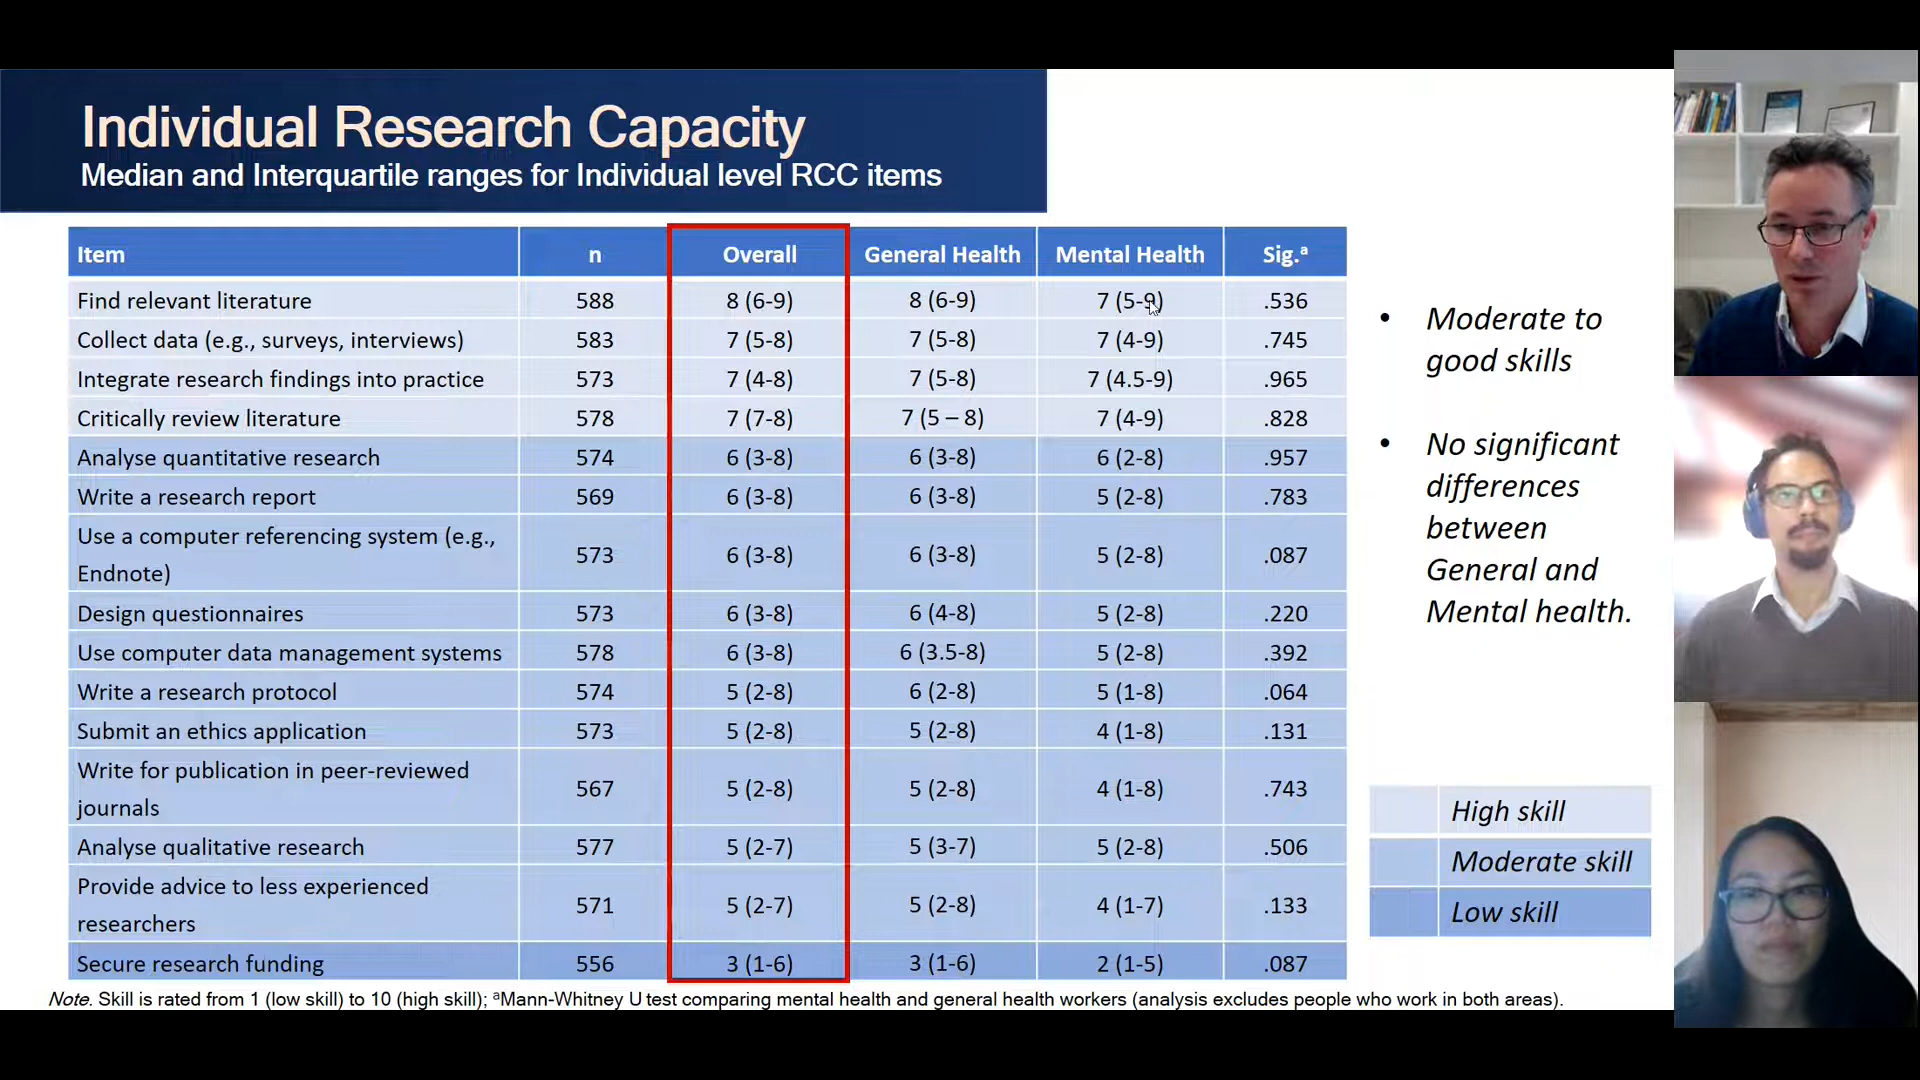 Individual Research Capacity
Median and Interquartile ranges for Individual level RCC items
Item n Overall General Health Mental Health Sig.ᵃ
Find relevant literature 588 8 (6-9) 8 (6-9) 7 (5-9) .536
Collect data (e.g., surveys, interviews) 583 7 (5-8) 7 (5-8) 7 (4-9) .745
Integrate research findings into practice 573 7 (4-8) 7 (5-8) 7 (4.5-9) .965
Critically review literature 578 7 (7-8) 7 (5 – 8) 7 (4-9) .828
Analyse quantitative research 574 6 (3-8) 6 (3-8) 6 (2-8) .957
Write a research report 569 6 (3-8) 6 (3-8) 5 (2-8) .783
Use a computer referencing system (e.g.,
Endnote) 573 6 (3-8) 6 (3-8) 5 (2-8) .087
Design questionnaires 573 6 (3-8) 6 (4-8) 5 (2-8) .220
Use computer data management systems 578 6 (3-8) 6 (3.5-8) 5 (2-8) .392
Write a research protocol 574 5 (2-8) 6 (2-8) 5 (1-8) .064
Submit an ethics application 573 5 (2-8) 5 (2-8) 4 (1-8) .131
Write for publication in peer-reviewed
journals 567 5 (2-8) 5 (2-8) 4 (1-8) .743
Analyse qualitative research 577 5 (2-7) 5 (3-7) 5 (2-8) .506
Provide advice to less experienced
researchers 571 5 (2-7) 5 (2-8) 4 (1-7) .133
Secure research funding 556 3 (1-6) 3 (1-6) 2 (1-5) .087
Note. Skill is rated from 1 (low skill) to 10 (high skill); ᵃMann-Whitney U test comparing mental health and general health workers (analysis excludes people who work in both areas).
• Moderate to
good skills
• No significant
differences
between
General and
Mental health.
High skill
Moderate skill
Low skill